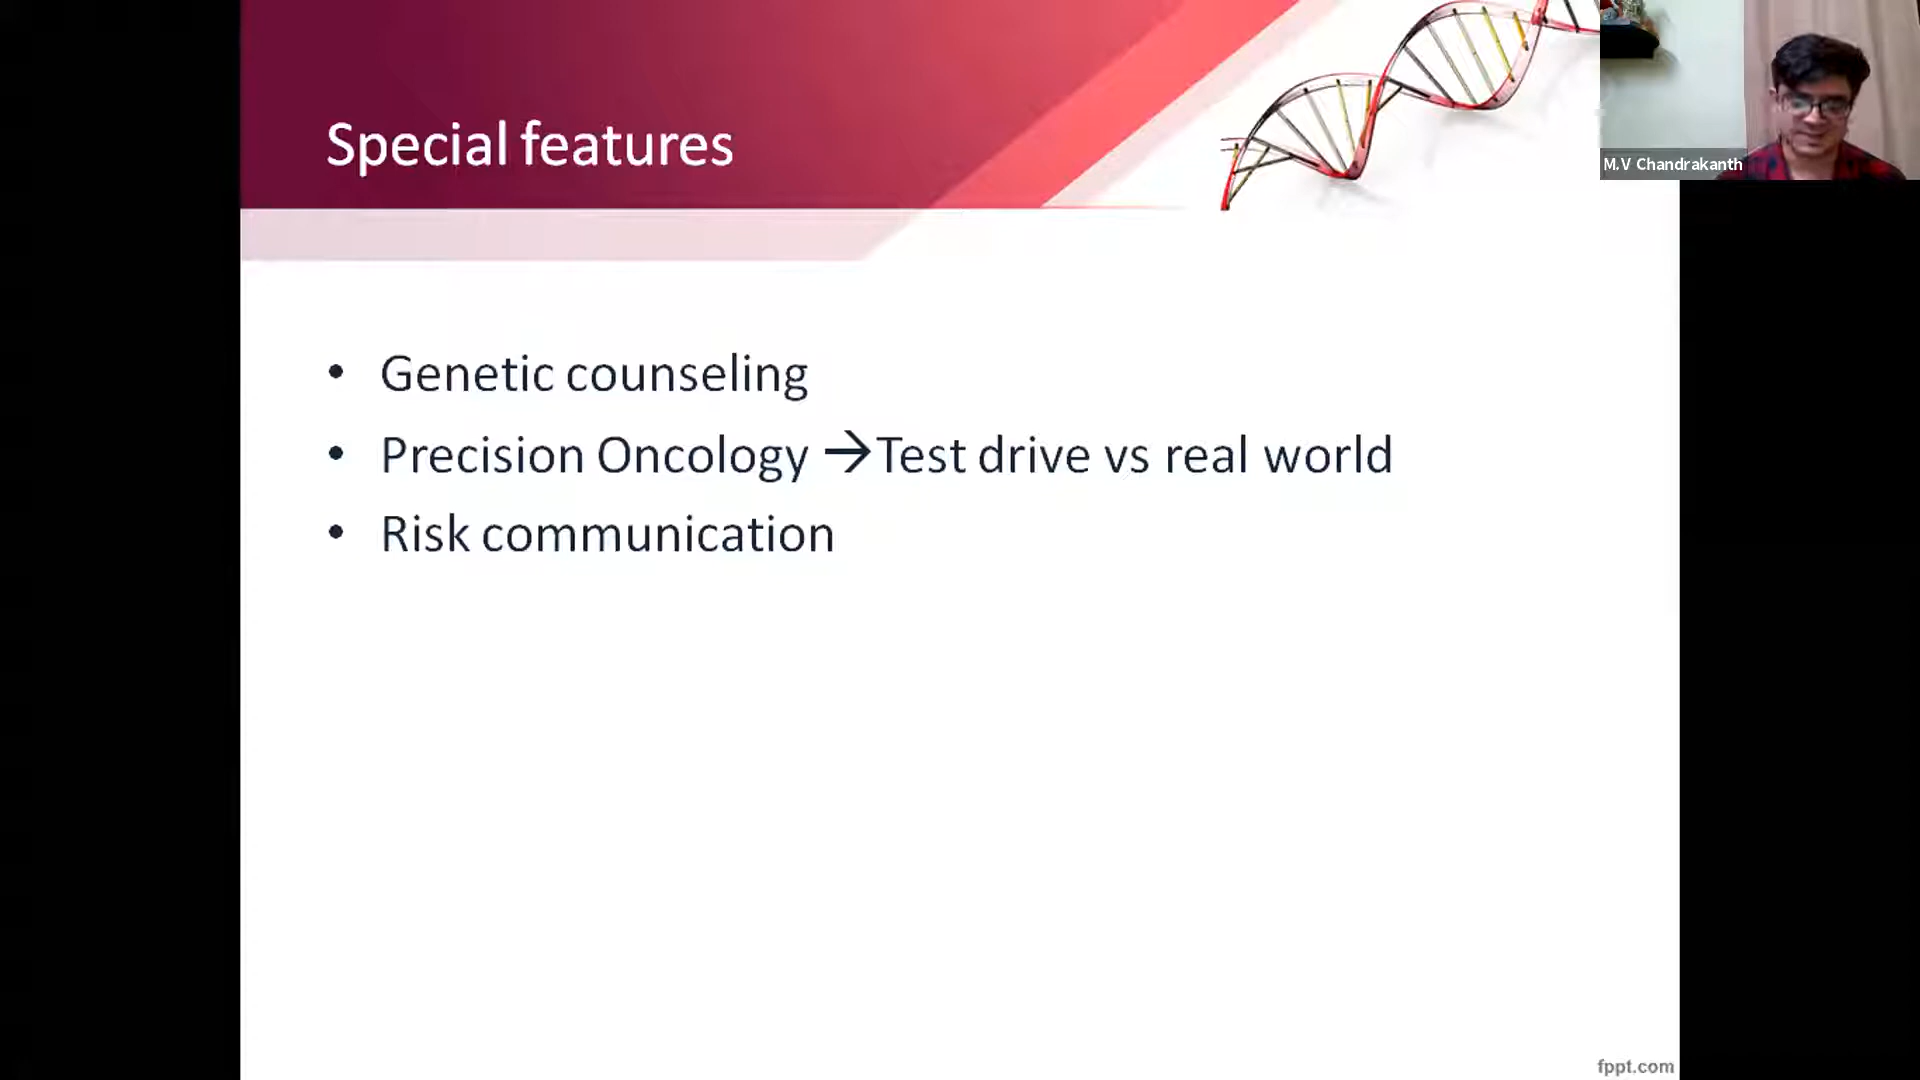 Special features
M.V Chandrakanth
• Genetic counseling
• Precision Oncology →Test drive vs real world
• Risk communication
fppt.com